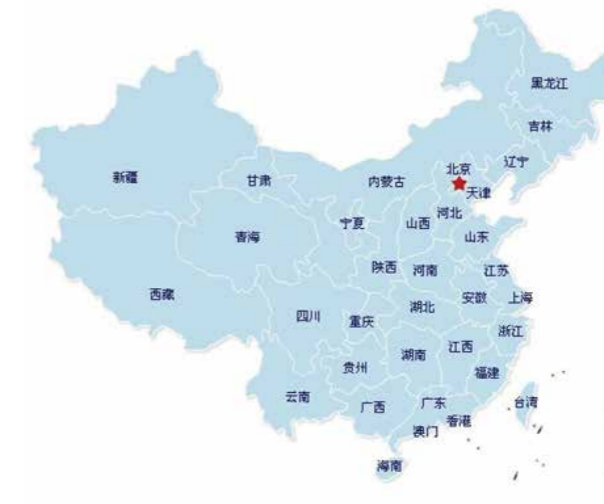 黑龙江
吉林
辽宁
北京
天津
内蒙古
新疆
甘肃
宁夏
山西
河北
山东
青海
陕西
河南
江苏
西藏
四川
重庆
湖北
安徽
上海
浙江
江西
湖南
贵州
福建
云南
广西
广东
香港
澳门
台湾
海南